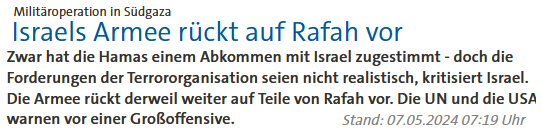 Militäroperation in Südgaza
Israels Armee rückt auf Rafah vor
Zwar hat die Hamas einem Abkommen mit Israel zugestimmt - doch die
Forderungen der Terrororganisation seien nicht realistisch, kritisiert Israel.
Die Armee rückt derweil weiter auf Teile von Rafah vor. Die UN und die USA
warnen vor einer Großoffensive. Stand: 07.05.2024 07:19 Uhr